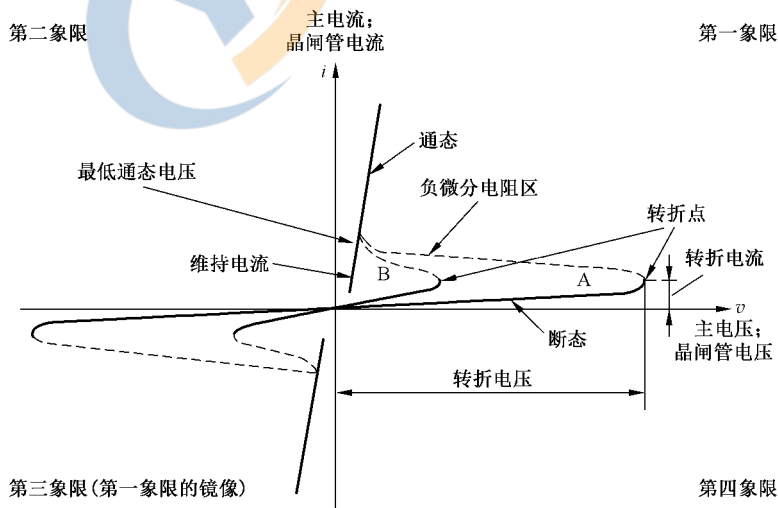 第二象限
主电流;
晶闸管电流
第一象限
i
通态
最低通态电压
负微分电阻区
转折点
维持电流
B
A
转折电流
v
断态
主电压;
晶闸管电压
转折电压
第三象限(第一象限的镜像)
第四象限